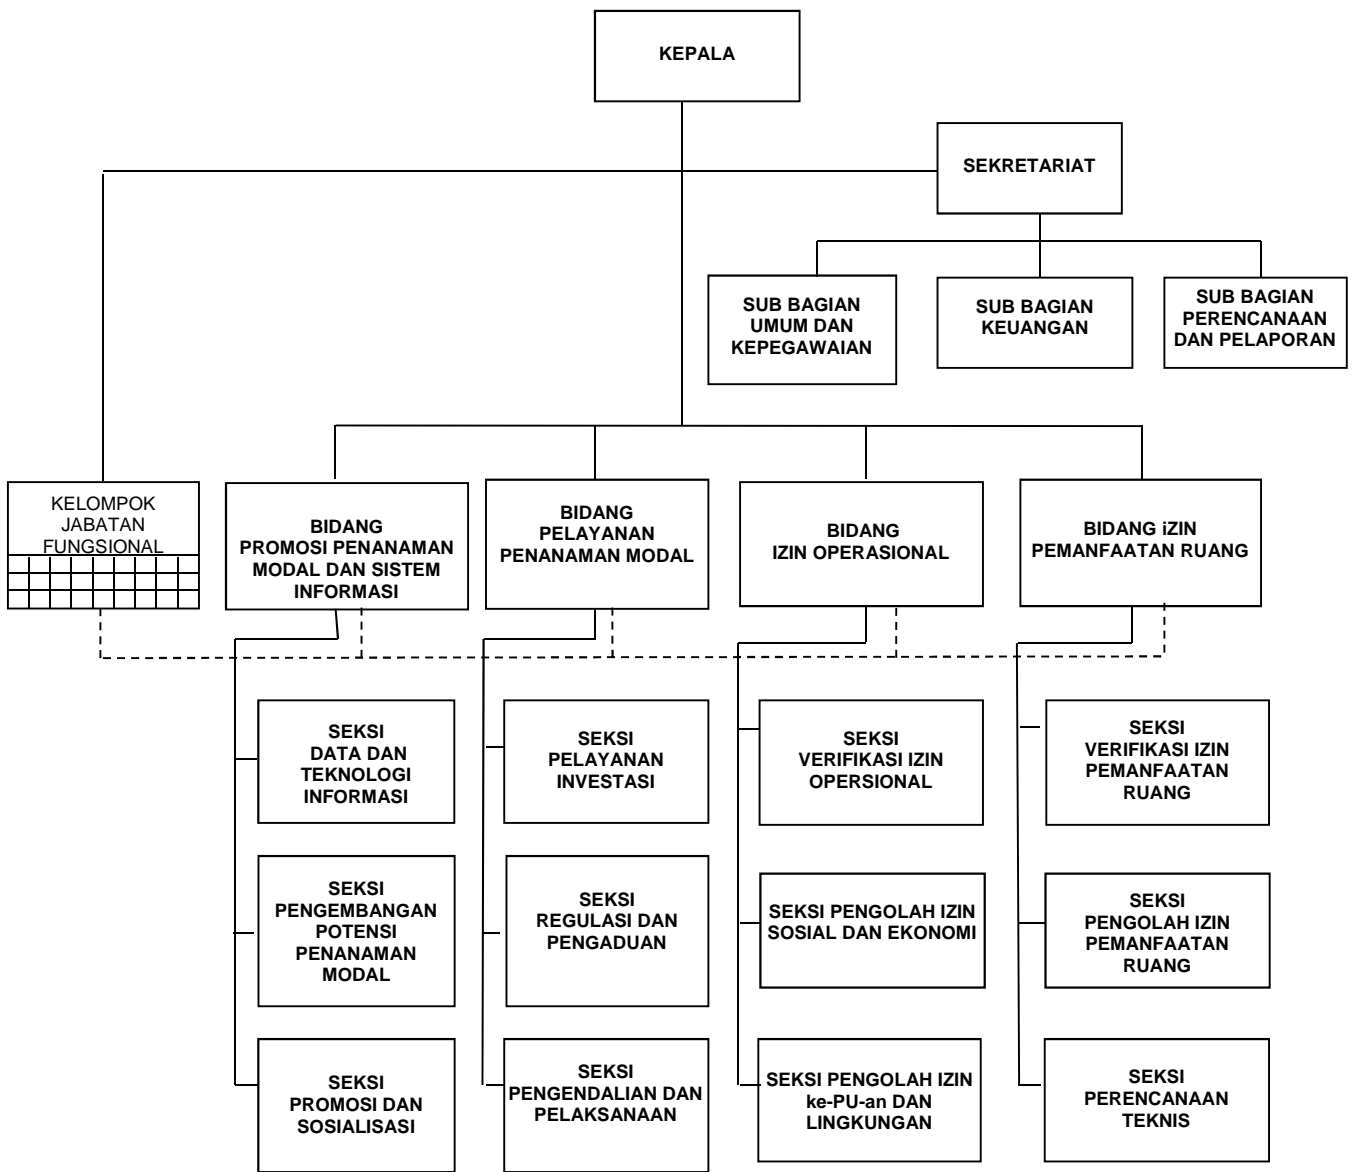 KEPALA
SEKRETARIAT
SUB BAGIAN
UMUM DAN
KEPEGAWAIAN
SUB BAGIAN
KEUANGAN
SUB BAGIAN
PERENCANAAN
DAN PELAPORAN
KELOMPOK
JABATAN
FUNGSIONAL
BIDANG
PROMOSI PENANAMAN
MODAL DAN SISTEM
INFORMASI
BIDANG
PELAYANAN
PENANAMAN MODAL
BIDANG
IZIN OPERASIONAL
BIDANG iZIN
PEMANFAATAN RUANG
SEKSI
DATA DAN
TEKNOLOGI
INFORMASI
SEKSI
PELAYANAN
INVESTASI
SEKSI
VERIFIKASI IZIN
OPERSIONAL
SEKSI
VERIFIKASI IZIN
PEMANFAATAN
RUANG
SEKSI
PENGEMBANGAN
POTENSI
PENANAMAN
MODAL
SEKSI
REGULASI DAN
PENGADUAN
SEKSI PENGOLAH IZIN
SOSIAL DAN EKONOMI
SEKSI
PENGOLAH IZIN
PEMANFAATAN
RUANG
SEKSI
PROMOSI DAN
SOSIALISASI
SEKSI
PENGENDALIAN DAN
PELAKSANAAN
SEKSI PENGOLAH IZIN
ke-PU-an DAN
LINGKUNGAN
SEKSI
PERENCANAAN
TEKNIS